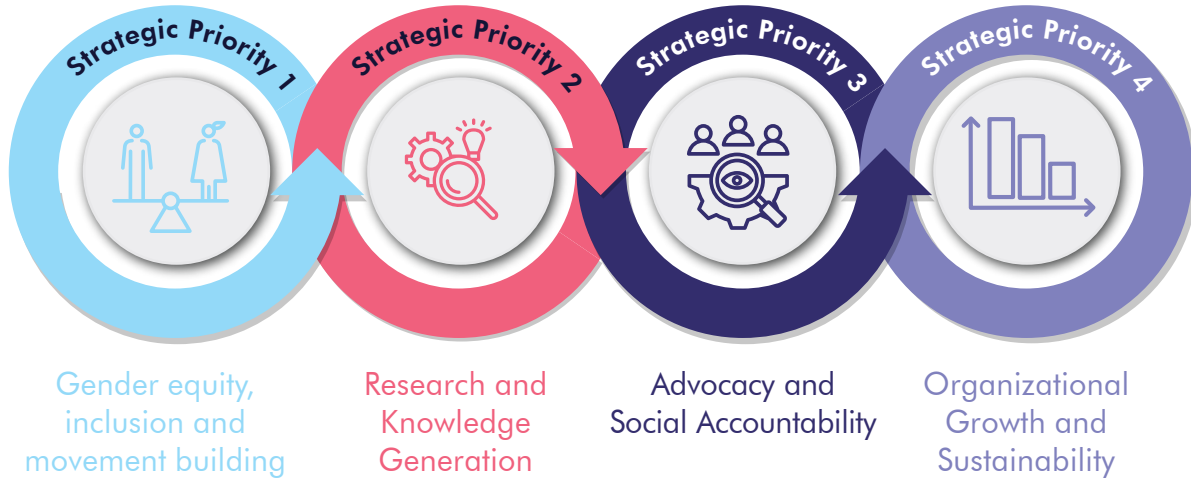 Strategic Priority 1
Strategic Priority 2
Strategic Priority 3
Strategic Priority 4
Gender equity,
inclusion and
movement building
Research and
Knowledge
Generation
Advocacy and
Social Accountability
Organizational
Growth and
Sustainability